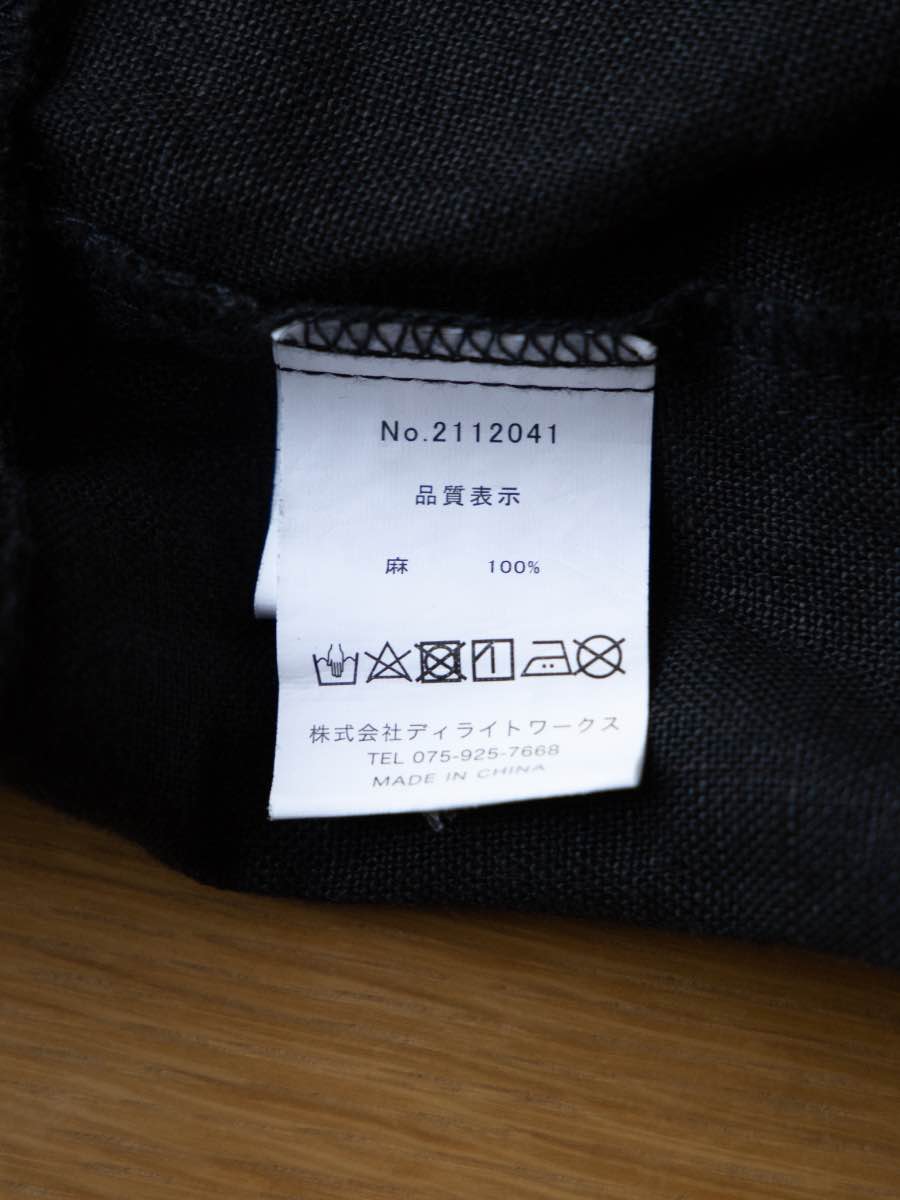 No.2112041
品質表示
麻 100%
株式会社ディライトワークス
TEL 075-925-7668
MADE IN CHINA